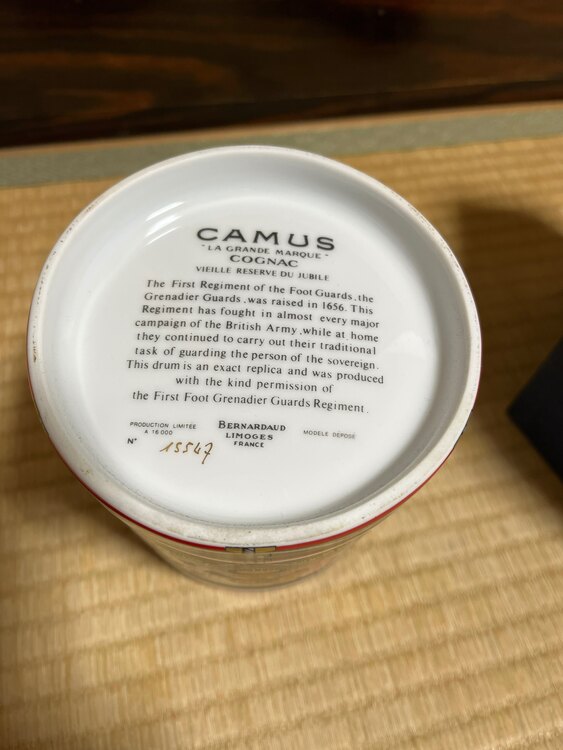 CAMUS
"LA GRANDE MARQUE"
COGNAC
VIEILLE RESERVE DU JUBILE
The First Regiment of the Foot Guards, the
Grenadier Guards, was raised in 1656. This
Regiment has fought in almost every major
campaign of the British Army, while at home
they continued to carry out their traditional
task of guarding the person of the sovereign.
This drum is an exact replica and was produced
with the kind permission of
the First Foot Grenadier Guards Regiment.
PRODUCTION LIMITÉE
A 16 000
N° 15547
BERNARDAUD
LIMOGES
FRANCE
MODELE DEPOSE